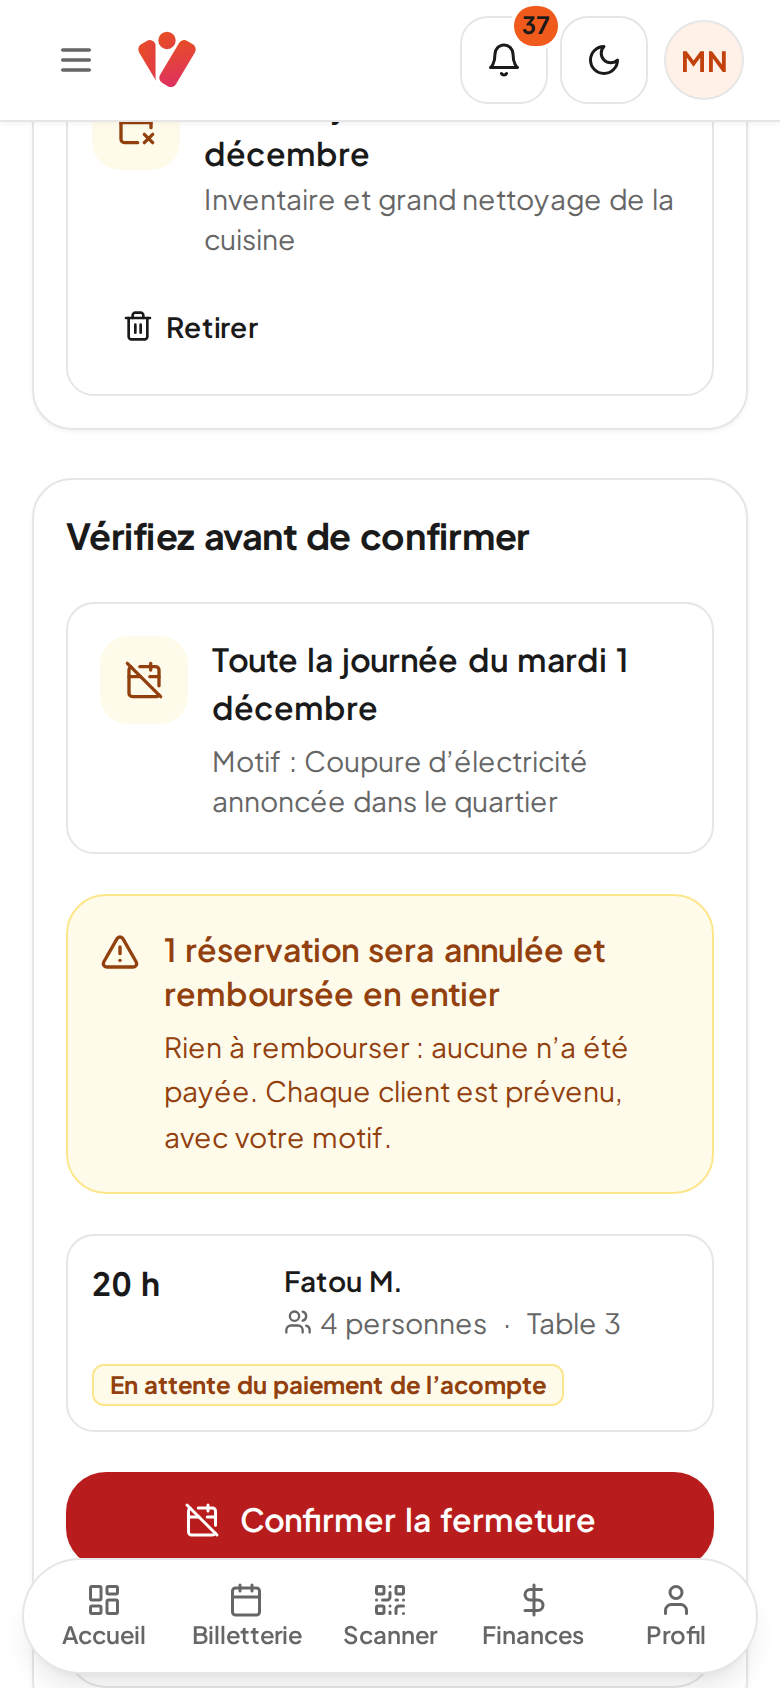 37
MN
décembre
Inventaire et grand nettoyage de la
cuisine
Retirer
Vérifiez avant de confirmer
Toute la journée du mardi 1
décembre
Motif : Coupure d’électricité
annoncée dans le quartier
1 réservation sera annulée et
remboursée en entier
Rien à rembourser : aucune n’a été
payée. Chaque client est prévenu,
avec votre motif.
20 h
Fatou M.
4 personnes · Table 3
En attente du paiement de l’acompte
Confirmer la fermeture
Accueil
Billetterie
Scanner
Finances
Profil